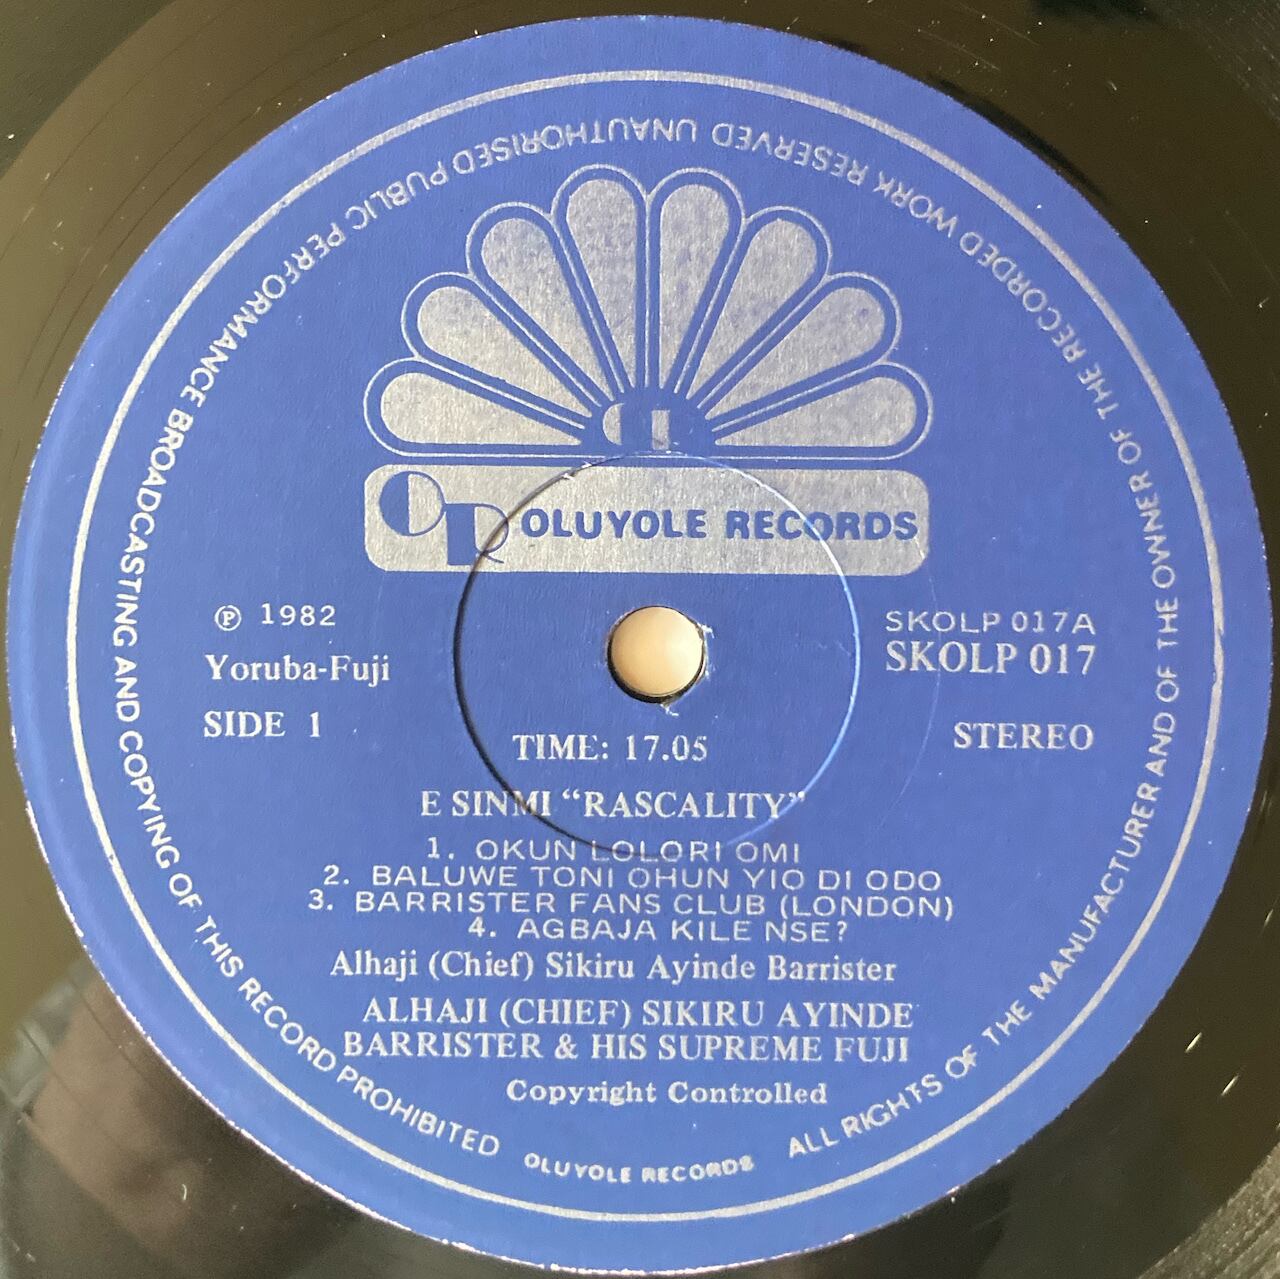 ALL RIGHTS OF THE MANUFACTURER AND OF THE OWNER OF THE RECORDED WORK RESERVED UNAUTHORISED PUBLIC PERFORMANCE BROADCASTING AND COPYING OF THIS RECORD PROHIBITED
OR OLUYOLE RECORDS
℗ 1982
Yoruba-Fuji
SIDE 1
SKOLP 017A
SKOLP 017
STEREO
TIME: 17.05
E SINMI “RASCALITY”
1. OKUN LOLORI OMI
2. BALUWE TONI OHUN YIO DI ODO
3. BARRISTER FANS CLUB (LONDON)
4. AGBAJA KILE NSE?
Alhaji (Chief) Sikiru Ayinde Barrister
ALHAJI (CHIEF) SIKIRU AYINDE
BARRISTER & HIS SUPREME FUJI
Copyright Controlled
OLUYOLE RECORDS